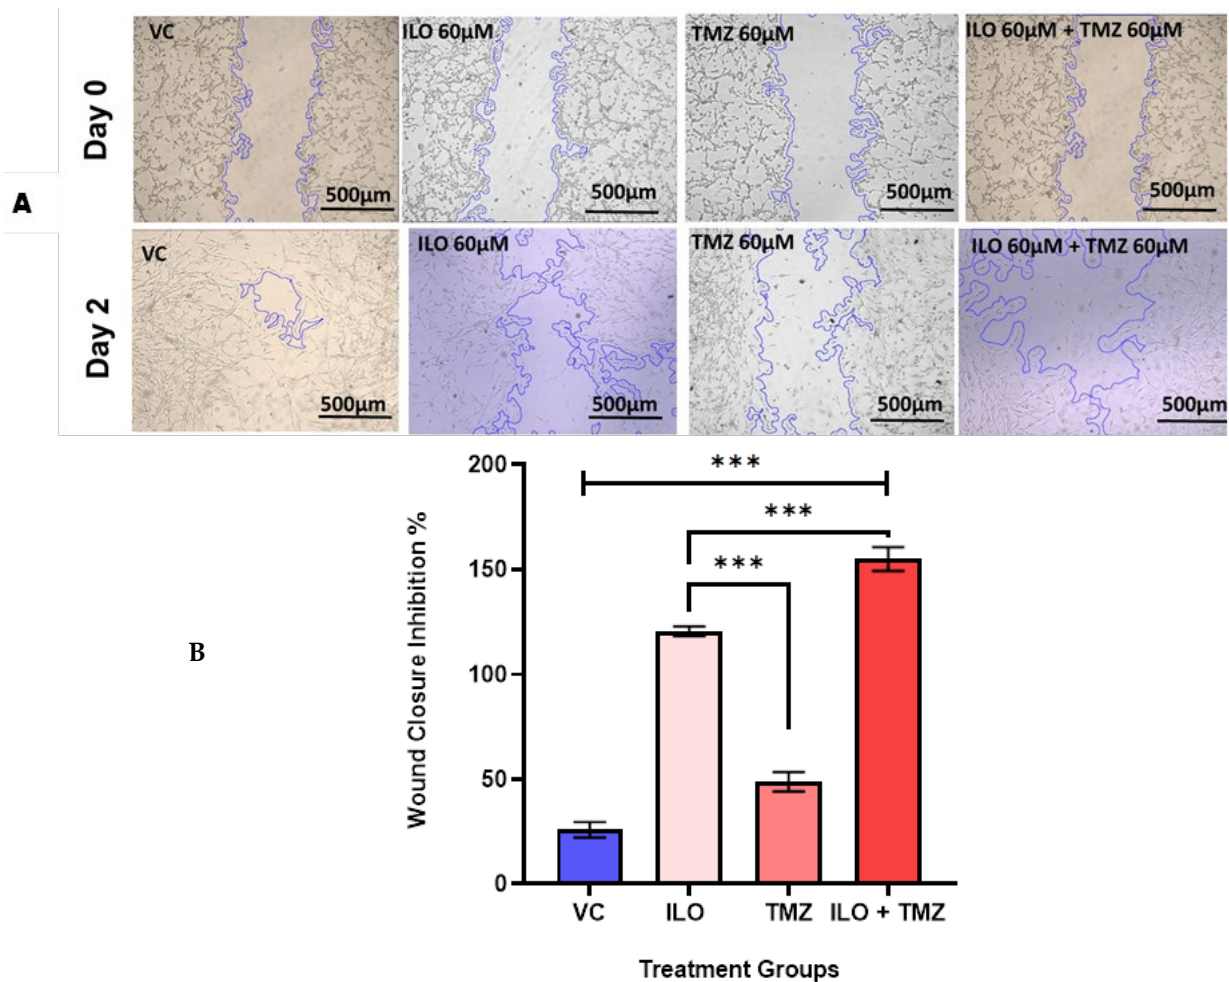 VC
ILO 60µM
TMZ 60µM
ILO 60µM + TMZ 60µM
Day 0
500µm
500µm
500µm
500µm
A
VC
ILO 60µM
TMZ 60µM
ILO 60µM + TMZ 60µM
Day 2
500µm
500µm
500µm
500µm
B
Wound Closure Inhibition %
200
150
100
50
0
***
***
***
VC
ILO
TMZ
ILO + TMZ
Treatment Groups